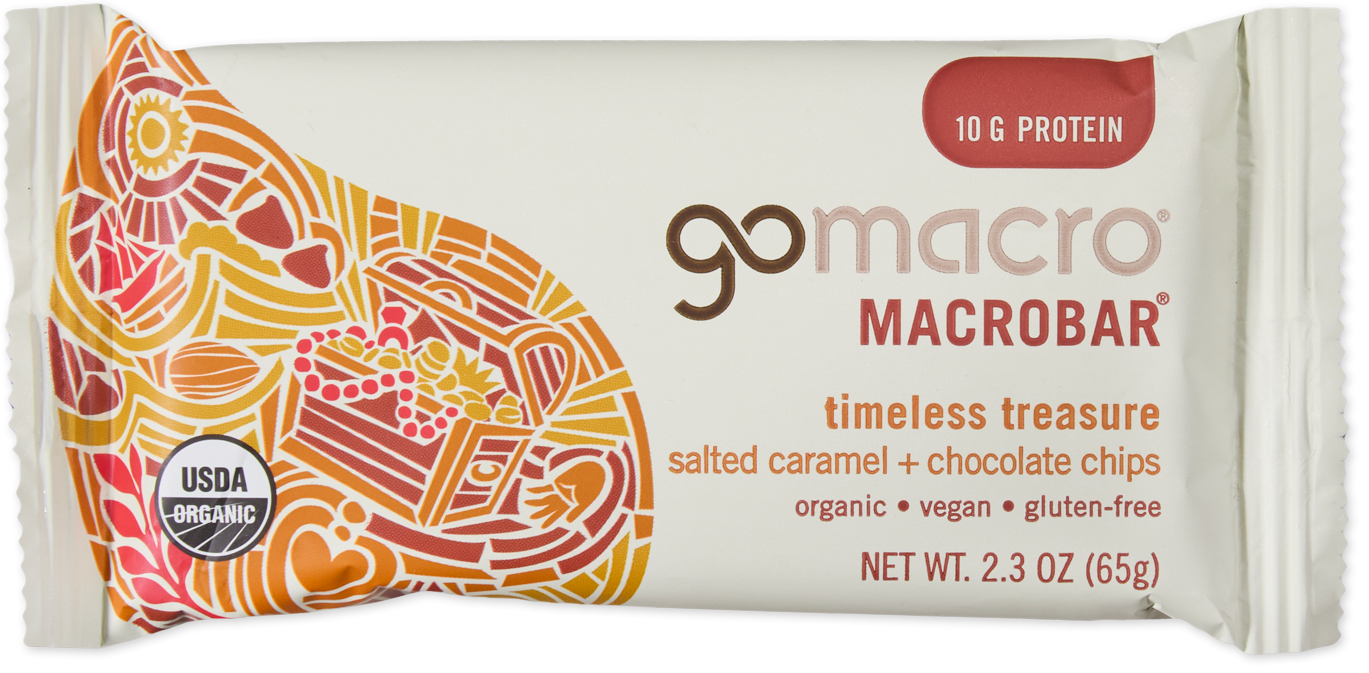 10 G PROTEIN
gomacro®
MACROBAR®
timeless treasure
salted caramel + chocolate chips
organic • vegan • gluten-free
NET WT. 2.3 OZ (65g)
USDA
ORGANIC